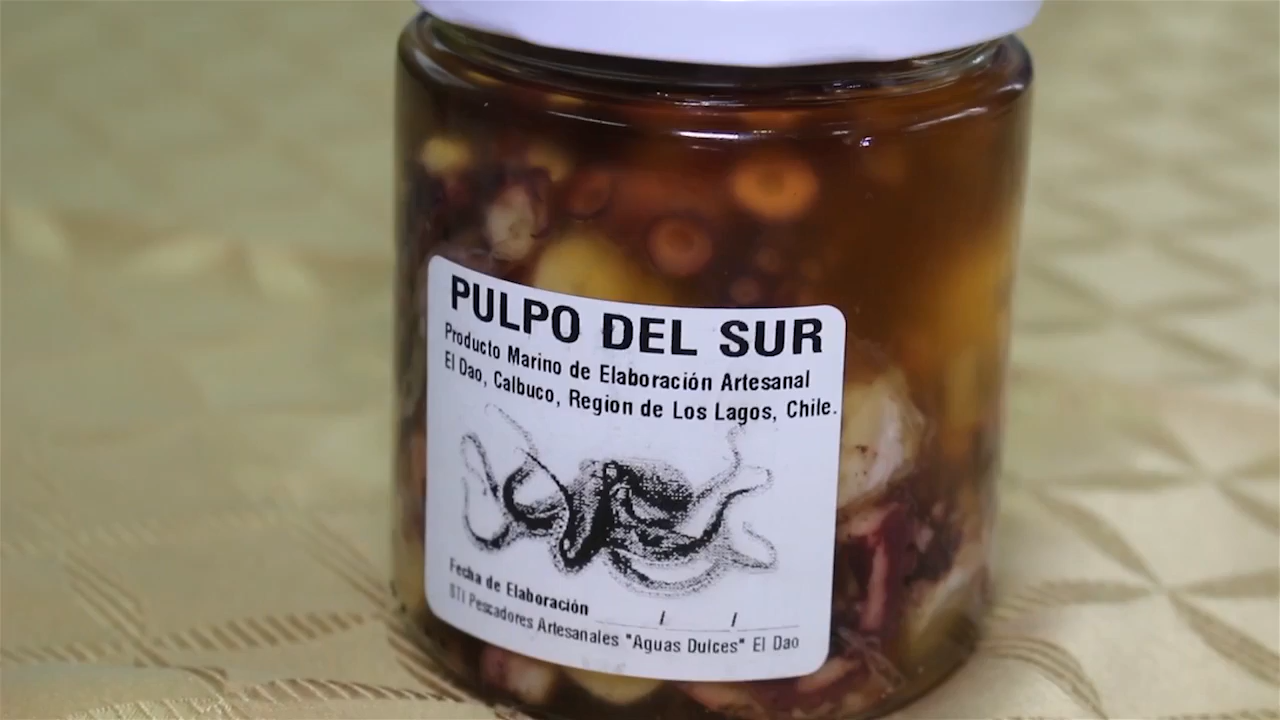 PULPO DEL SUR
Producto Marino de Elaboración Artesanal
El Dao, Calbuco, Region de Los Lagos, Chile.
Fecha de Elaboración / /
STI Pescadores Artesanales "Aguas Dulces" El Dao